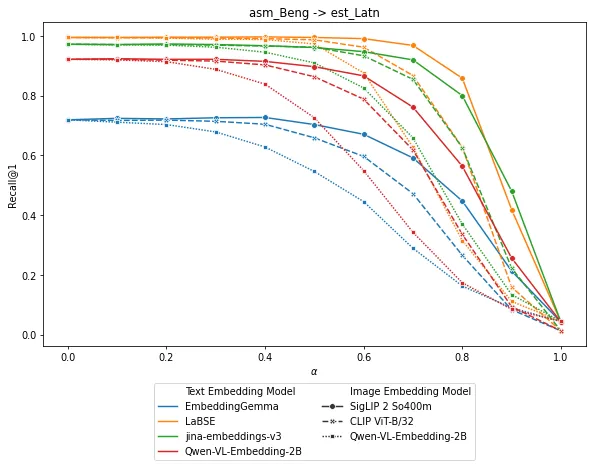 asm_Beng -> est_Latn
Recall@1
1.0
0.8
0.6
0.4
0.2
0.0
0.0 0.2 0.4 0.6 0.8 1.0
α
Text Embedding Model
EmbeddingGemma
LaBSE
jina-embeddings-v3
Qwen-VL-Embedding-2B
Image Embedding Model
SigLIP 2 So400m
CLIP ViT-B/32
Qwen-VL-Embedding-2B